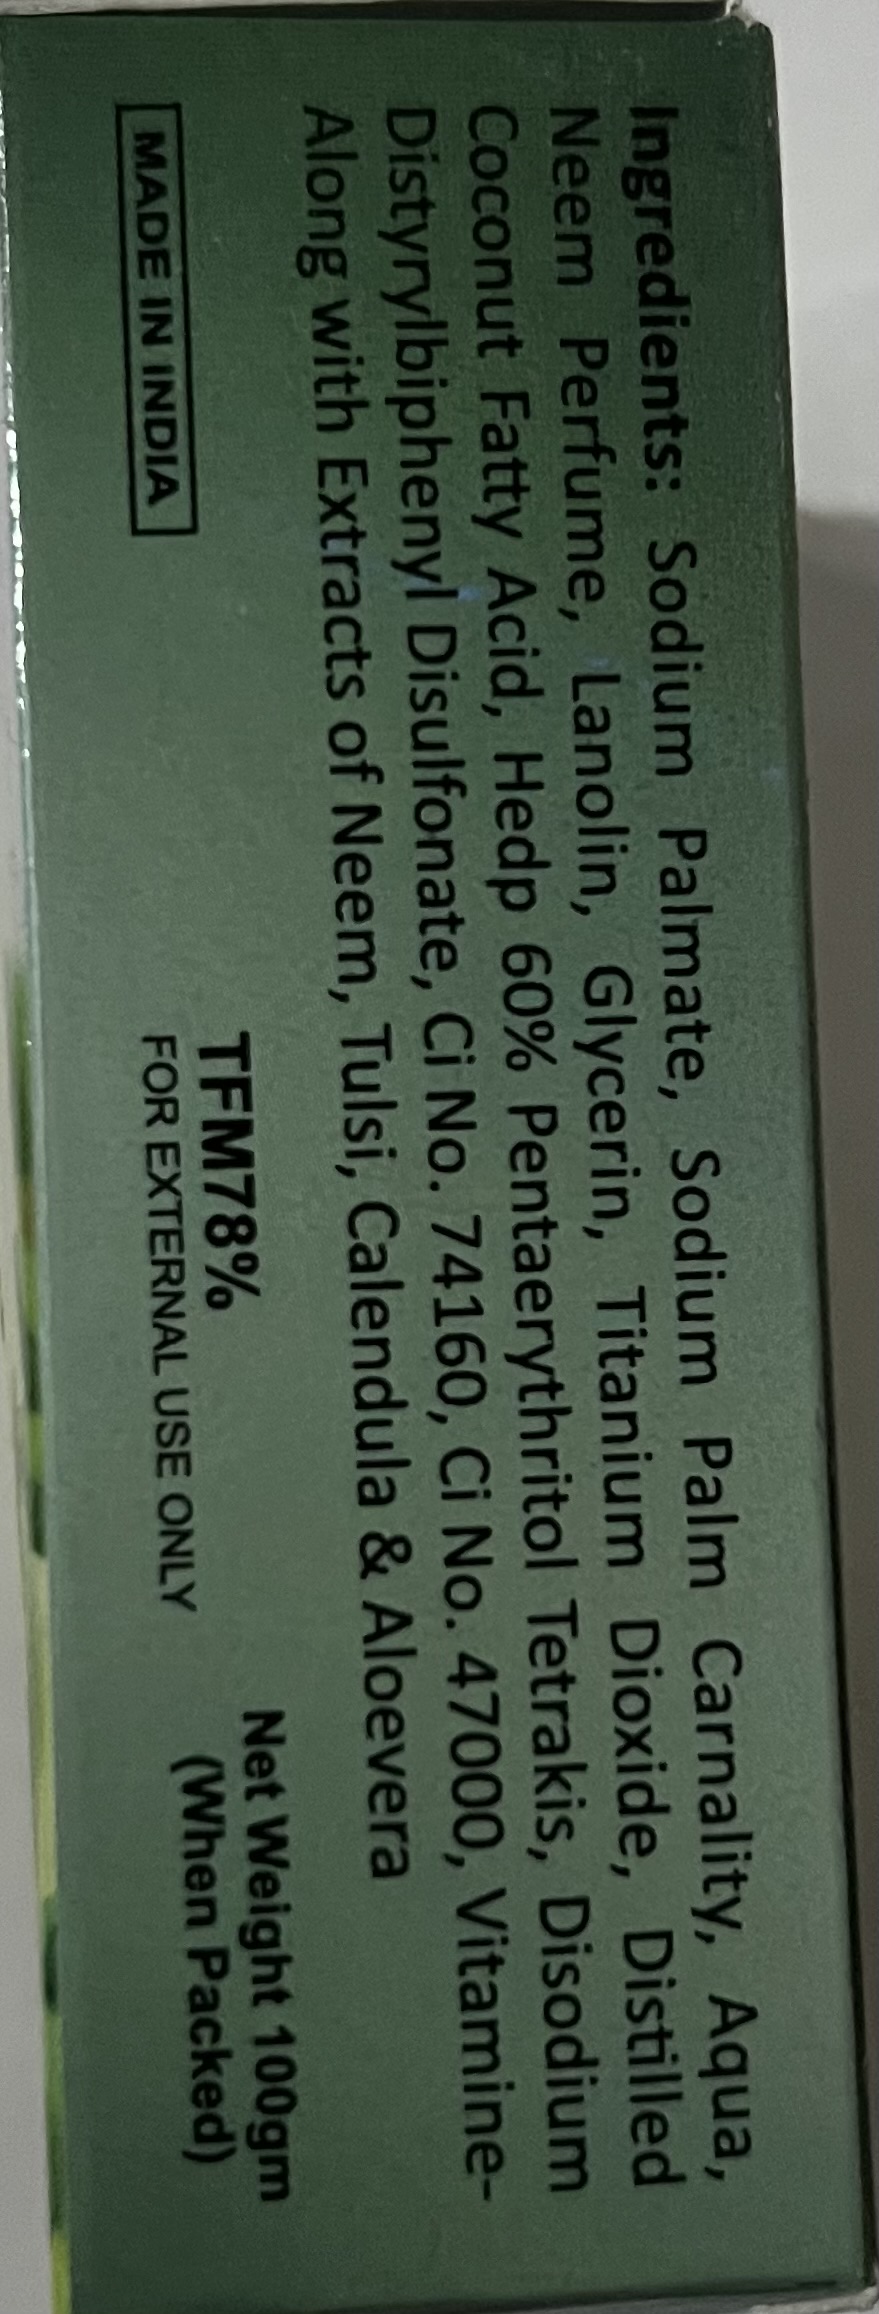 Ingredients: Sodium Palmate, Sodium Palm Carnality, Aqua,
Neem Perfume, Lanolin, Glycerin, Titanium Dioxide, Distilled
Coconut Fatty Acid, Hedp 60% Pentaerythritol Tetrakis, Disodium
Distyrylbiphenyl Disulfonate, Ci No. 74160, Ci No. 47000, Vitamine-
Along with Extracts of Neem, Tulsi, Calendula & Aloevera
MADE IN INDIA
TFM78%
FOR EXTERNAL USE ONLY
Net Weight 100gm
(When Packed)